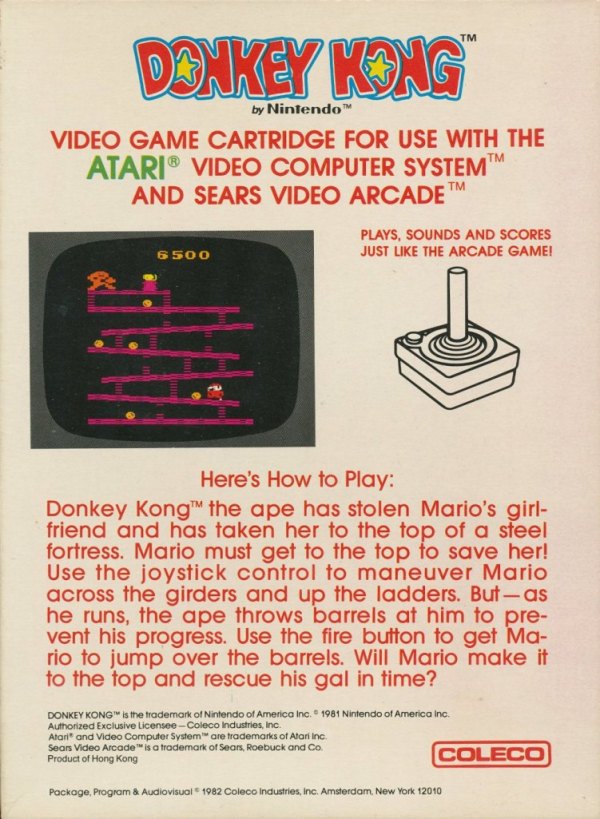 DONKEY KONG™
by Nintendo™
VIDEO GAME CARTRIDGE FOR USE WITH THE
ATARI® VIDEO COMPUTER SYSTEM™
AND SEARS VIDEO ARCADE™
6500
PLAYS, SOUNDS AND SCORES
JUST LIKE THE ARCADE GAME!
Here's How to Play:
Donkey Kong™ the ape has stolen Mario's girl-
friend and has taken her to the top of a steel
fortress. Mario must get to the top to save her!
Use the joystick control to maneuver Mario
across the girders and up the ladders. But—as
he runs, the ape throws barrels at him to pre-
vent his progress. Use the fire button to get Ma-
rio to jump over the barrels. Will Mario make it
to the top and rescue his gal in time?
DONKEY KONG™ is the trademark of Nintendo of America Inc. © 1981 Nintendo of America Inc.
Authorized Exclusive Licensee—Coleco Industries, Inc.
Atari® and Video Computer System™ are trademarks of Atari Inc.
Sears Video Arcade™ is a trademark of Sears, Roebuck and Co.
Product of Hong Kong
COLECO
Package, Program & Audiovisual © 1982 Coleco Industries, Inc. Amsterdam, New York 12010